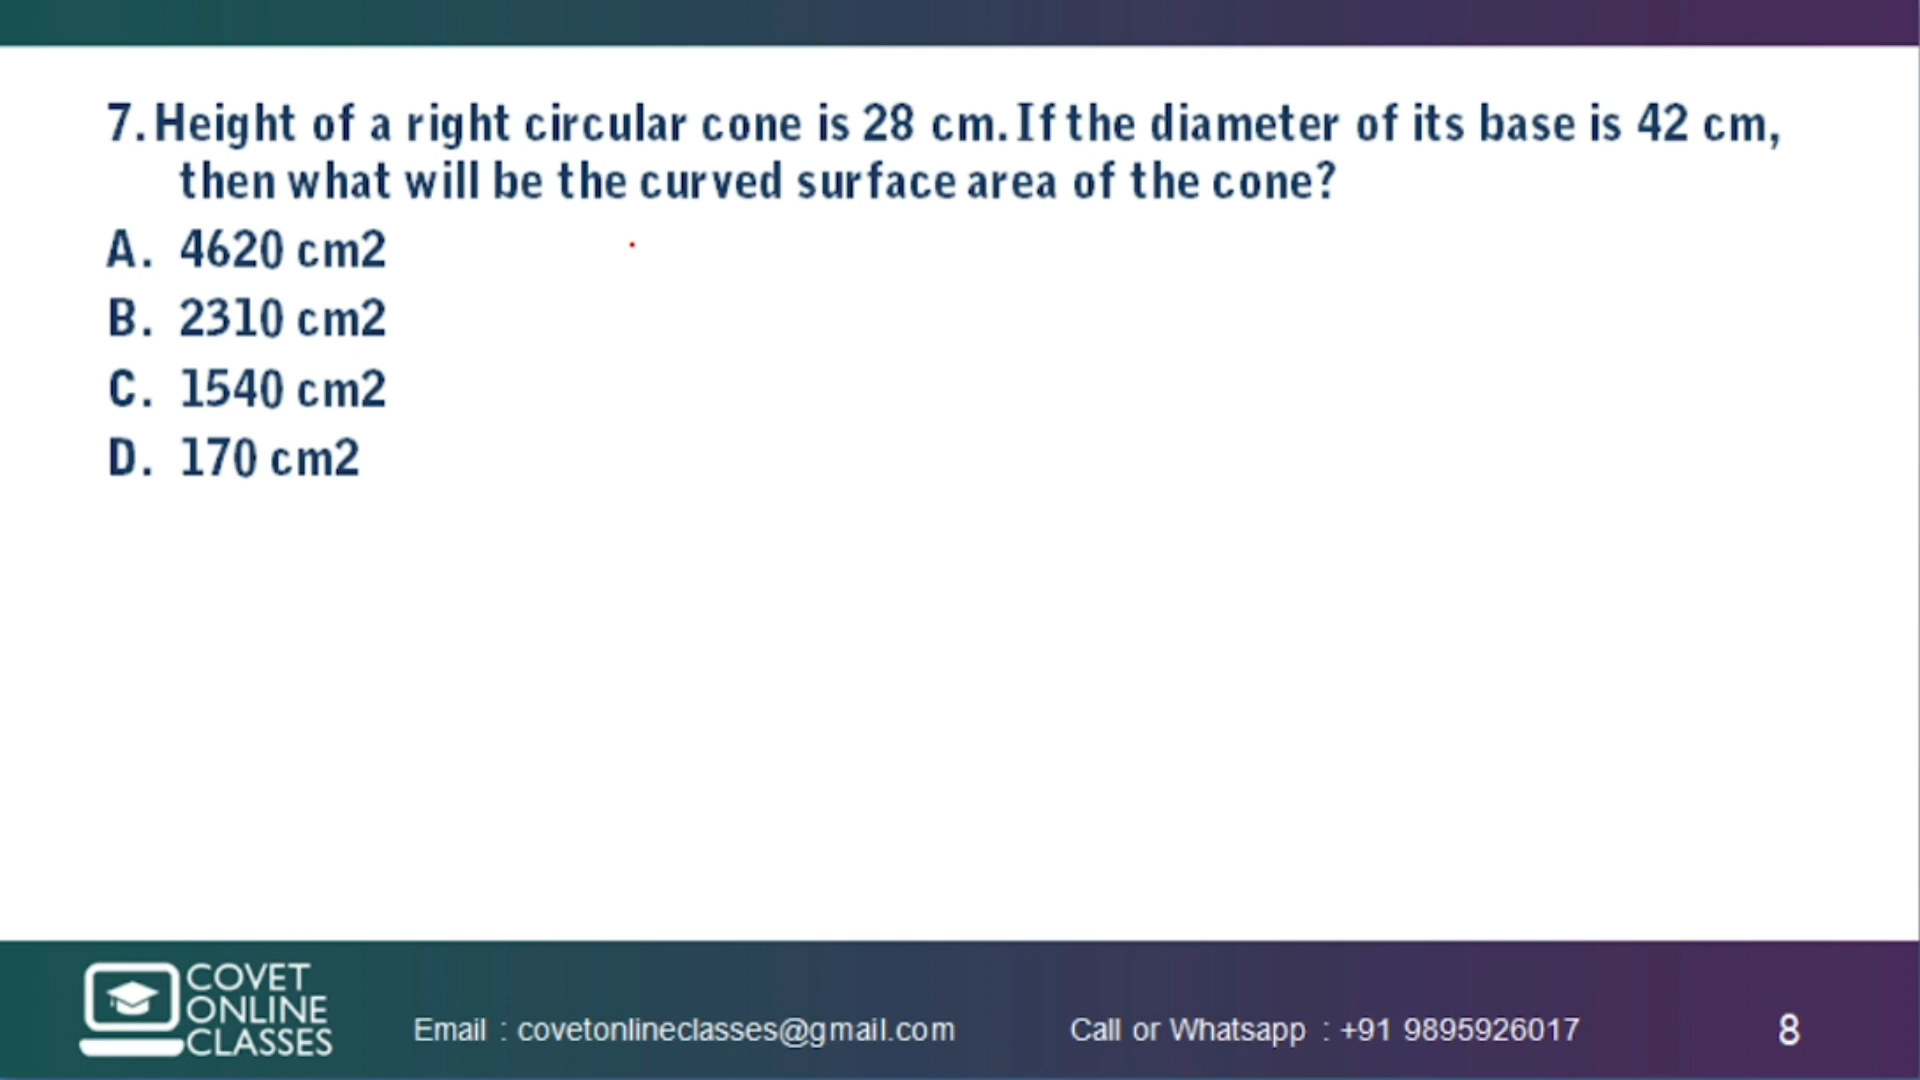 7. Height of a right circular cone is 28 cm. If the diameter of its base is 42 cm,
then what will be the curved surface area of the cone?
A. 4620 cm2
B. 2310 cm2
C. 1540 cm2
D. 170 cm2
COVET
ONLINE
CLASSES
Email : covetonlineclasses@gmail.com
Call or Whatsapp : +91 9895926017
8